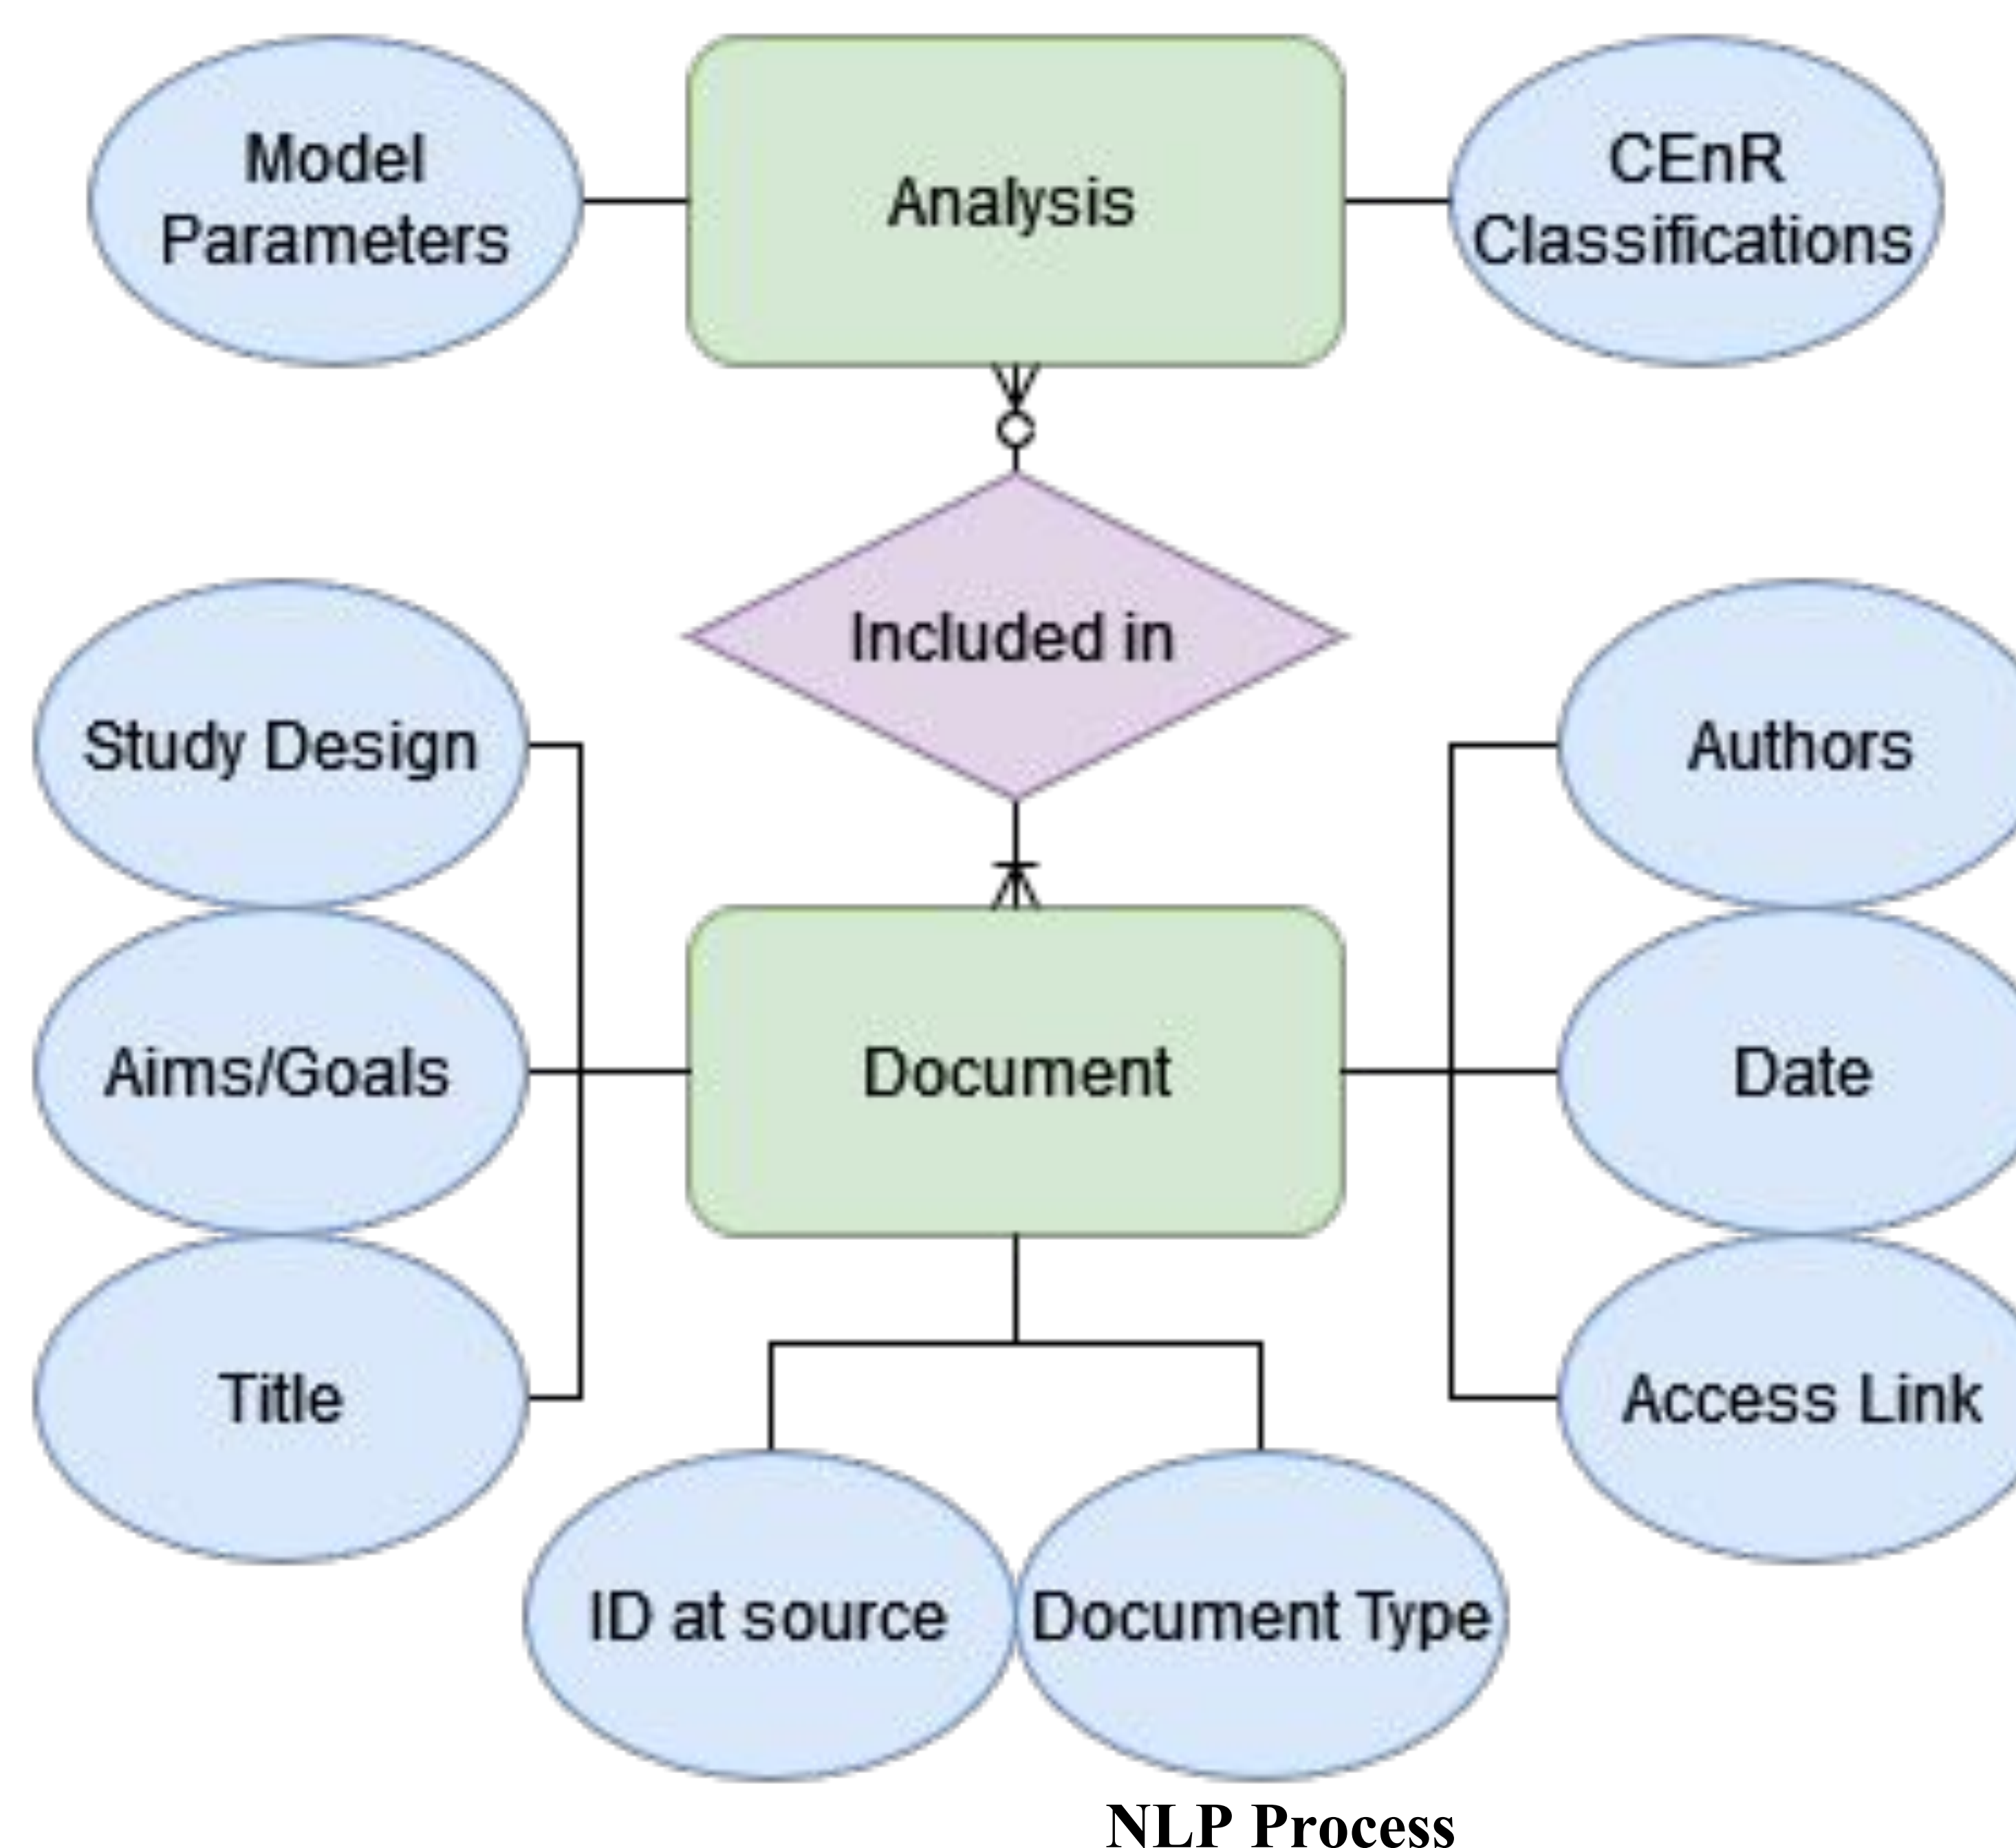 Model
Parameters
Analysis
CEnR
Classifications
Included in
Study Design
Authors
Aims/Goals
Document
Date
Title
Access Link
ID at source
Document Type
NLP Process